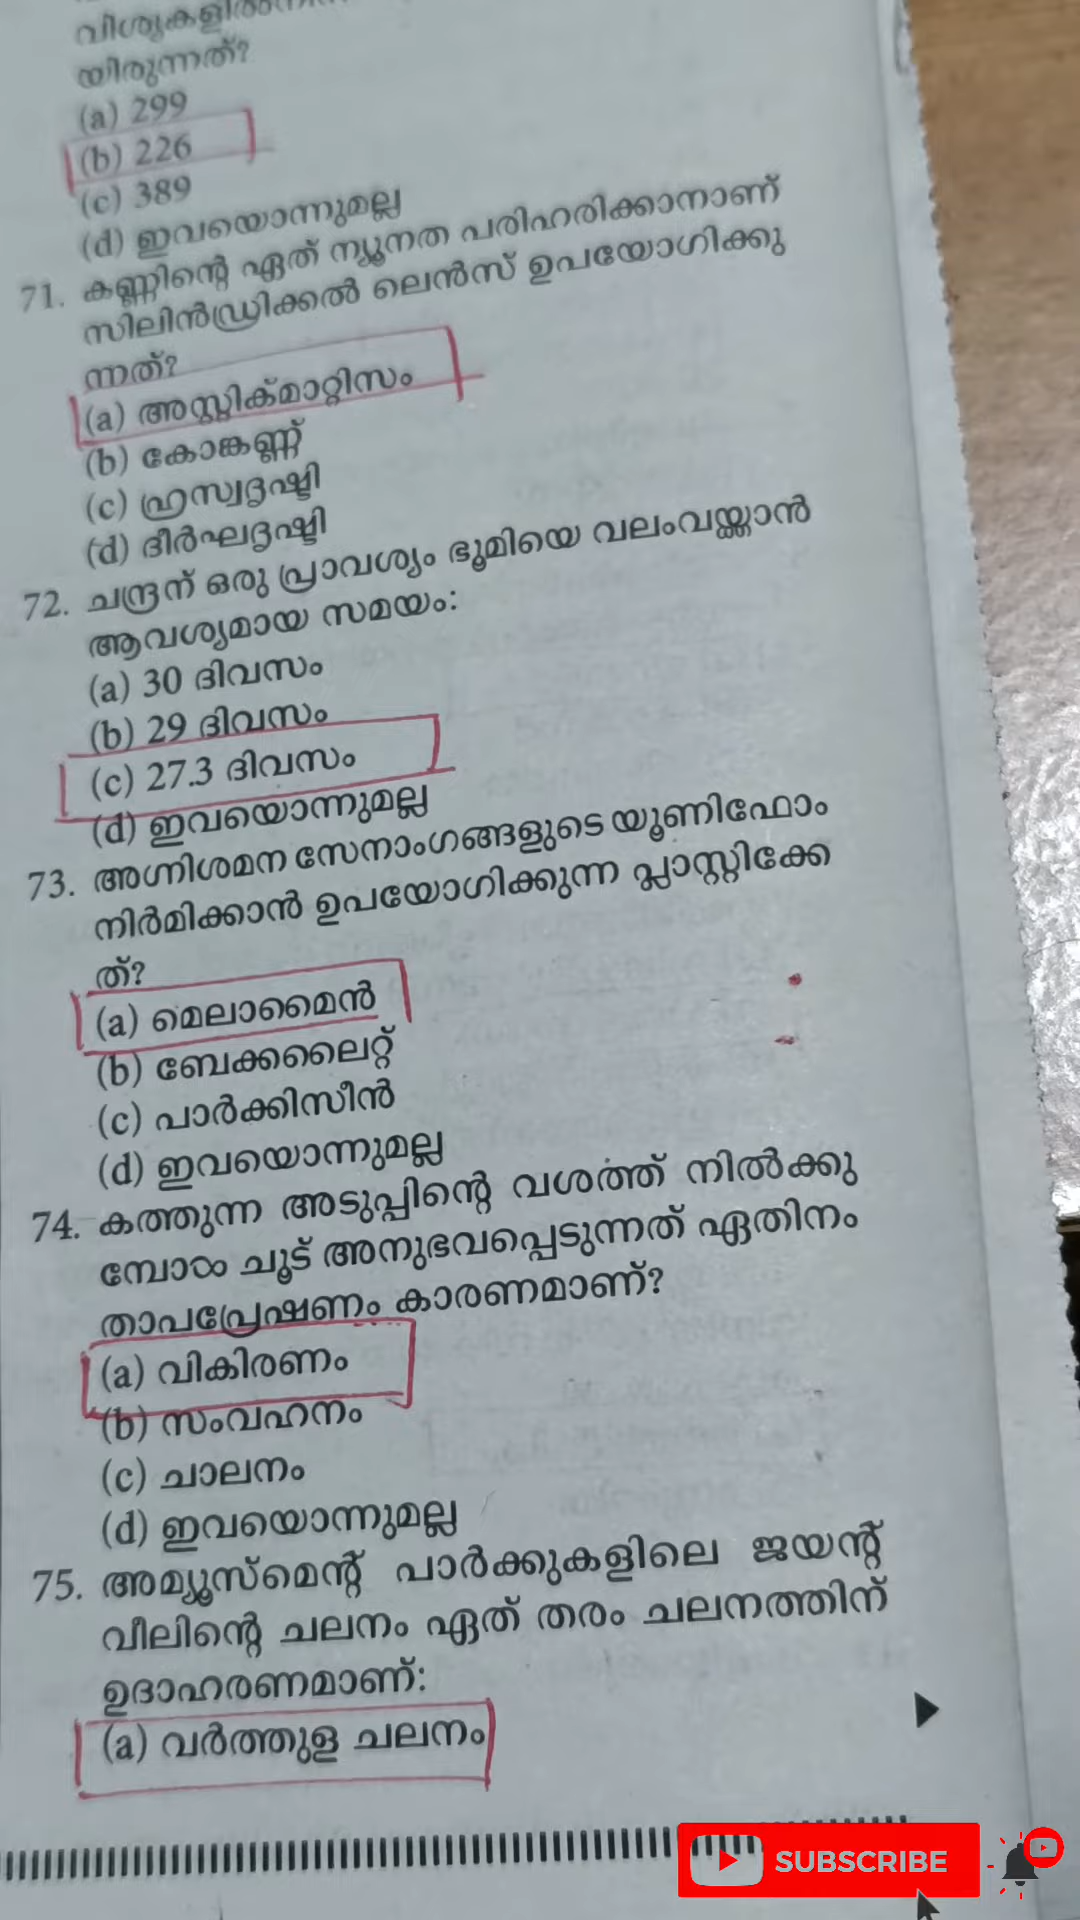 യിരുന്നത്?
(a) 299
(b) 226
(c) 389
(d) ഇവയൊന്നുമല്ല
71. കണ്ണിന്റെ ഏത് ന്യൂനത പരിഹരിക്കാനാണ്
സിലിൻഡ്രിക്കൽ ലെൻസ് ഉപയോഗിക്കു
ന്നത്?
(a) അസ്റ്റിക്മാറ്റിസം
(b) കോങ്കണ്ണ്
(c) ഹ്രസ്വദൃഷ്ടി
(d) ദീർഘദൃഷ്ടി
72. ചന്ദ്രന് ഒരു പ്രാവശ്യം ഭൂമിയെ വലംവയ്ക്കാൻ
ആവശ്യമായ സമയം:
(a) 30 ദിവസം
(b) 29 ദിവസം
(c) 27.3 ദിവസം
(d) ഇവയൊന്നുമല്ല
73. അഗ്നിശമന സേനാംഗങ്ങളുടെ യൂണിഫോം
നിർമിക്കാൻ ഉപയോഗിക്കുന്ന പ്ലാസ്റ്റിക്കേ
ത്?
(a) മെലാമൈൻ
(b) ബേക്കലൈറ്റ്
(c) പാർക്കിസീൻ
(d) ഇവയൊന്നുമല്ല
74. കത്തുന്ന അടുപ്പിന്റെ വശത്ത് നിൽക്കു
മ്പോൾ ചൂട് അനുഭവപ്പെടുന്നത് ഏതിനം
താപപ്രേഷണം കാരണമാണ്?
(a) വികിരണം
(b) സംവഹനം
(c) ചാലനം
(d) ഇവയൊന്നുമല്ല
75. അമ്യൂസ്മെന്റ് പാർക്കുകളിലെ ജയന്റ്
വീലിന്റെ ചലനം ഏത് തരം ചലനത്തിന്
ഉദാഹരണമാണ്:
(a) വർത്തുള ചലനം
SUBSCRIBE